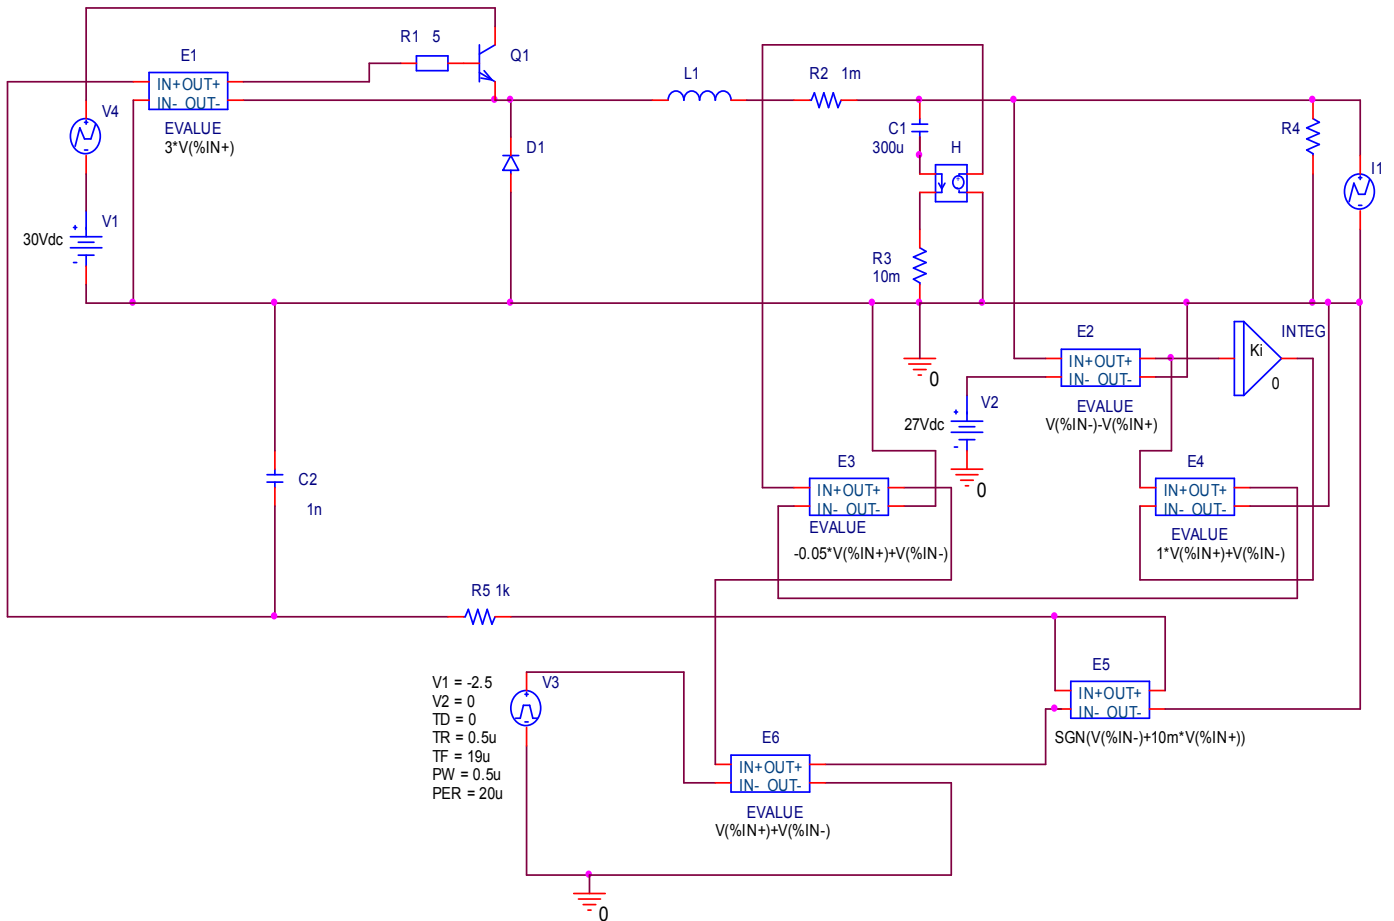 E1
IN+OUT+
IN- OUT-
EVALUE
3*V(%IN+)
R1 5
Q1
V4
V1
30Vdc
D1
L1
R2 1m
C1
300u
H
R3
10m
R4
I1
0
E2
IN+OUT+
IN- OUT-
EVALUE
V(%IN-)-V(%IN+)
INTEG
Ki
0
V2
27Vdc
0
C2
1n
E3
IN+OUT+
IN- OUT-
EVALUE
-0.05*V(%IN+)+V(%IN-)
E4
IN+OUT+
IN- OUT-
EVALUE
1*V(%IN+)+V(%IN-)
R5 1k
E5
IN+OUT+
IN- OUT-
SGN(V(%IN-)+10m*V(%IN+))
V3
V1 = -2.5
V2 = 0
TD = 0
TR = 0.5u
TF = 19u
PW = 0.5u
PER = 20u
E6
IN+OUT+
IN- OUT-
EVALUE
V(%IN+)+V(%IN-)
0